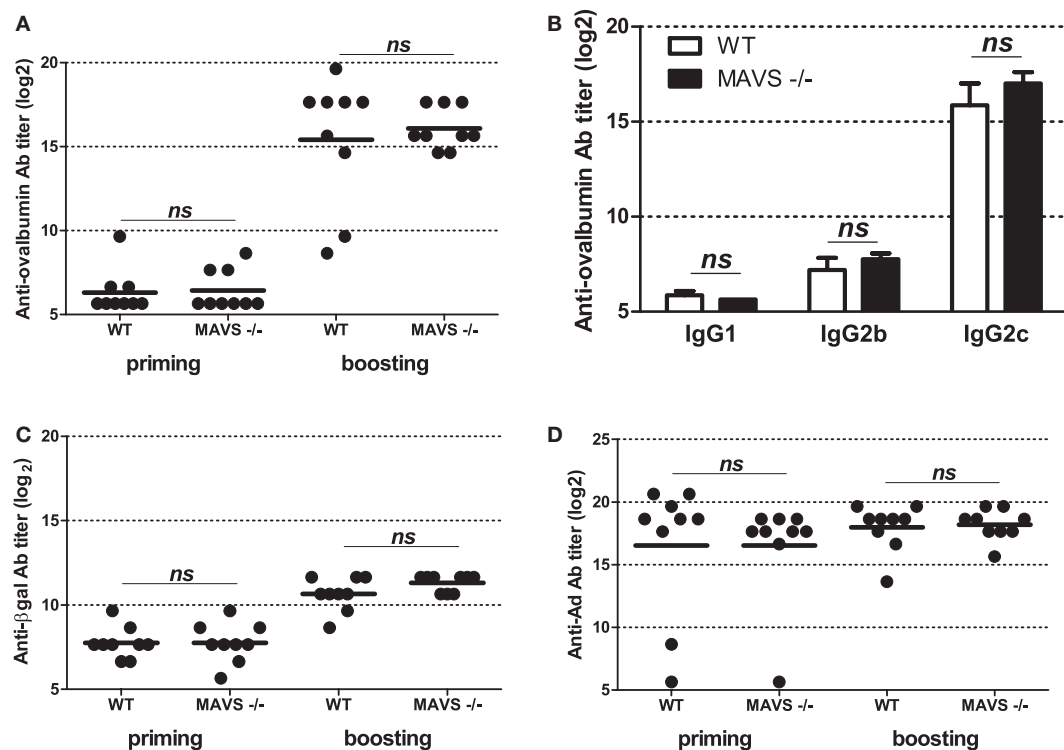 A
Anti-ovalbumin Ab titer (log2)
20
15
10
5
ns
ns
WT
MAVS -/-
WT
MAVS -/-
priming
boosting
B
Anti-ovalbumin Ab titer (log2)
20
15
10
5
WT
MAVS -/-
ns
ns
ns
IgG1
IgG2b
IgG2c
C
Anti-βgal Ab titer (log₂)
20
15
10
5
ns
ns
WT
MAVS -/-
WT
MAVS -/-
priming
boosting
D
Anti-Ad Ab titer (log2)
25
20
15
10
5
ns
ns
WT
MAVS -/-
WT
MAVS -/-
priming
boosting